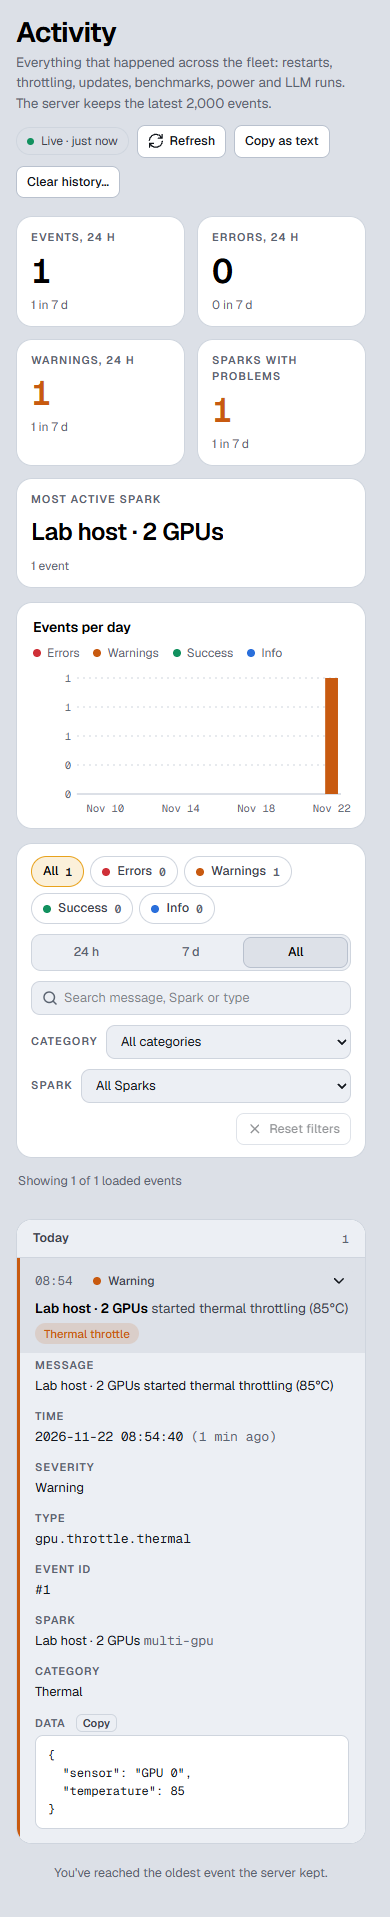 Activity
Everything that happened across the fleet: restarts,
throttling, updates, benchmarks, power and LLM runs.
The server keeps the latest 2,000 events.
Live · just now
Refresh
Copy as text
Clear history...
EVENTS, 24 H
1
1 in 7 d
ERRORS, 24 H
0
0 in 7 d
WARNINGS, 24 H
1
1 in 7 d
SPARKS WITH
PROBLEMS
1
1 in 7 d
MOST ACTIVE SPARK
Lab host · 2 GPUs
1 event
Events per day
Errors Warnings Success Info
1
1
1
0
0
Nov 10 Nov 14 Nov 18 Nov 22
All 1 Errors 0 Warnings 1
Success 0 Info 0
24 h 7 d All
Search message, Spark or type
CATEGORY All categories
SPARK All Sparks
Reset filters
Showing 1 of 1 loaded events
Today 1
08:54 Warning
Lab host · 2 GPUs started thermal throttling (85°C)
Thermal throttle
MESSAGE
Lab host · 2 GPUs started thermal throttling (85°C)
TIME
2026-11-22 08:54:40 (1 min ago)
SEVERITY
Warning
TYPE
gpu.throttle.thermal
EVENT ID
#1
SPARK
Lab host · 2 GPUs multi-gpu
CATEGORY
Thermal
DATA Copy
{
"sensor": "GPU 0",
"temperature": 85
}
You've reached the oldest event the server kept.